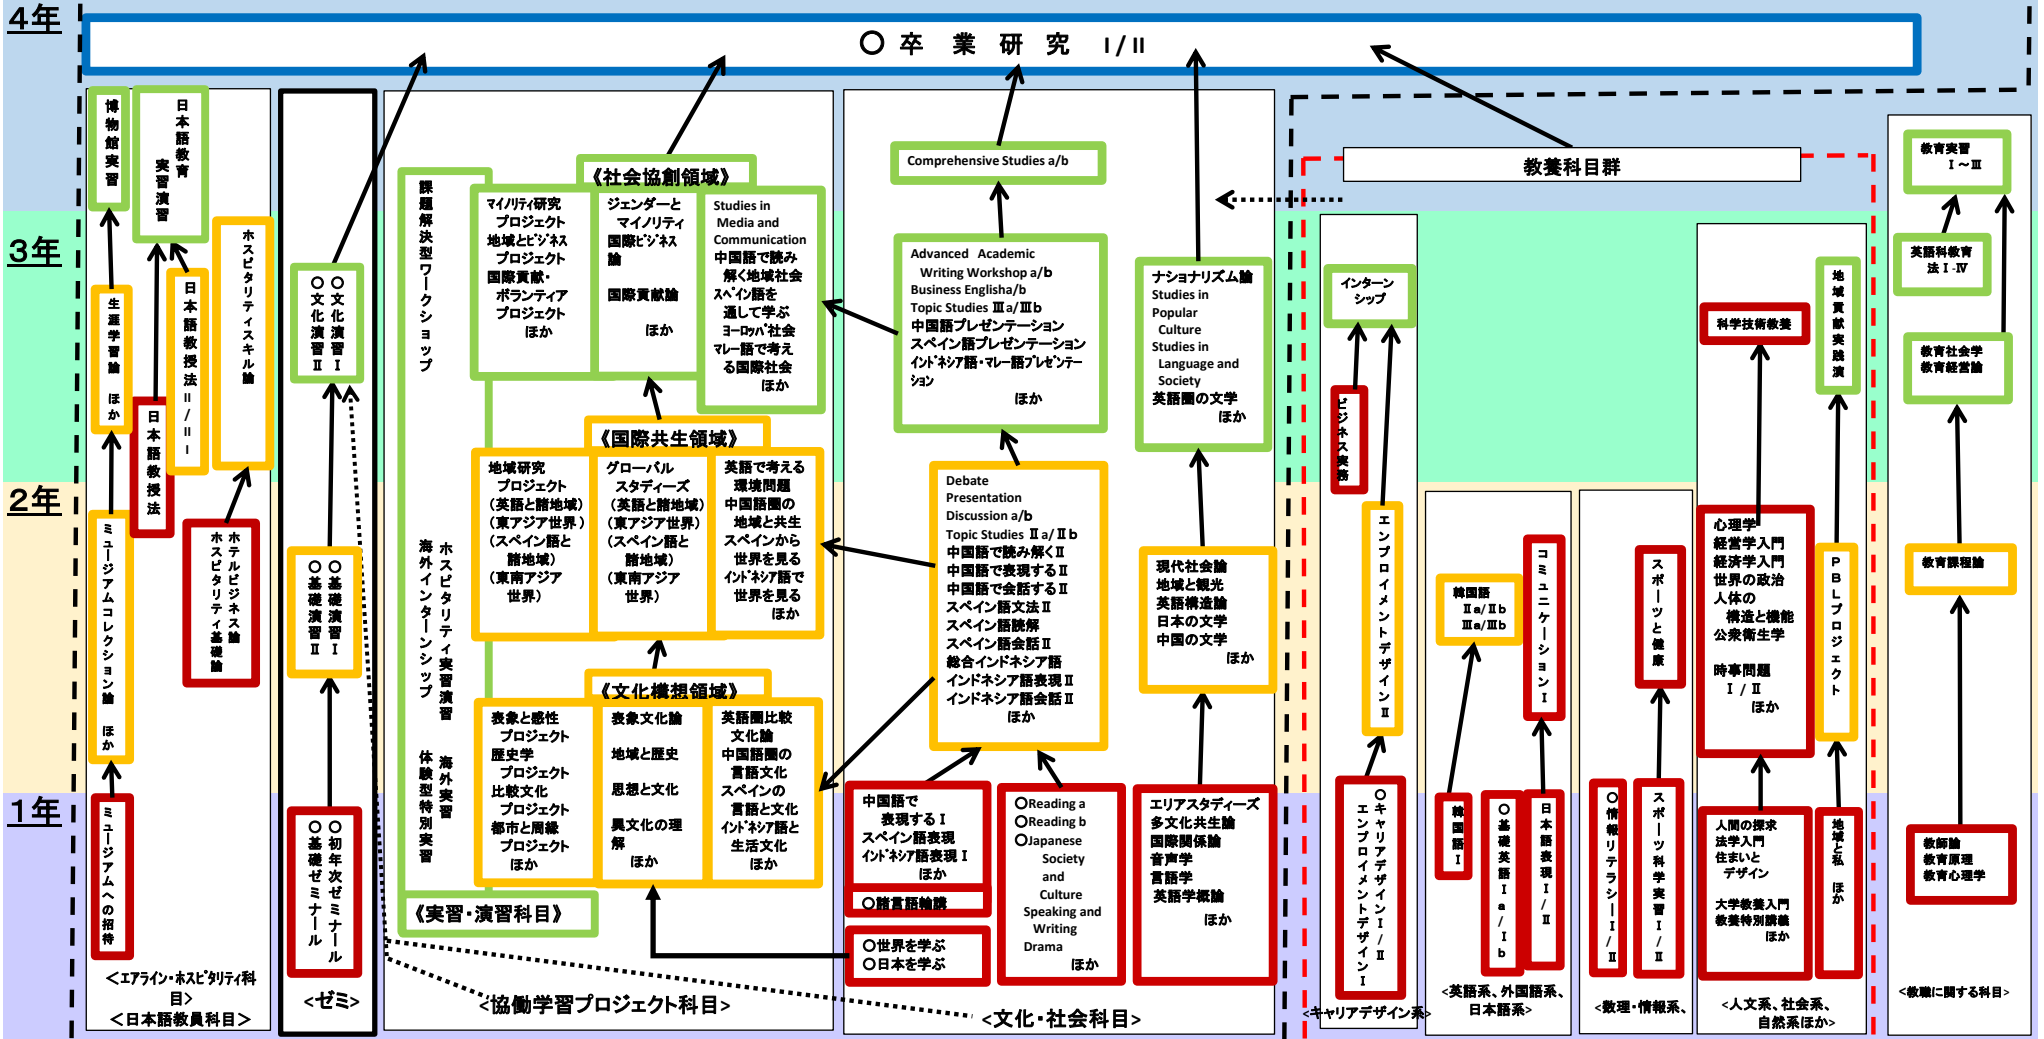 4年
○ 卒 業 研 究 Ⅰ/Ⅱ
3年
2年
1年
博物館実習
日本語教育
実習演習
ホスピタリティスキル論
生涯学習論 ほか
日本語教授法Ⅱ/ⅡⅠ
日本語教授法
ミュージアムコレクション論 ほか
ホテルビジネス論
ホスピタリティ基礎論
ミュージアムへの招待
<エアライン・ホスピタリティ科
目>
<日本語教員科目>
○文化演習Ⅰ
○文化演習Ⅱ
○基礎演習Ⅰ
○基礎演習Ⅱ
○初年次ゼミナール
○基礎ゼミナール
<ゼミ>
課題解決型ワークショップ
ホスピタリティ実習演習
海外インターンシップ
海外実習
体験型特別実習
《実習・演習科目》
《社会協創領域》
マイノリティ研究
プロジェクト
地域とビジネス
プロジェクト
国際貢献・
ボランティア
プロジェクト
ほか
ジェンダーと
マイノリティ
国際ビジネス
論
国際貢献論
ほか
Studies in
Media and
Communication
中国語で読み
解く地域社会
スペイン語を
通して学ぶ
ヨーロッパ社会
マレー語で考え
る国際社会
ほか
《国際共生領域》
地域研究
プロジェクト
(英語と諸地域)
(東アジア世界)
(スペイン語と
諸地域)
(東南アジア
世界)
グローバル
スタディーズ
(英語と諸地域)
(東アジア世界)
(スペイン語と
諸地域)
(東南アジア
世界)
英語で考える
環境問題
中国語圏の
地域と共生
スペインから
世界を見る
インドネシア語で
世界を見る
ほか
《文化構想領域》
表象と感性
プロジェクト
歴史学
プロジェクト
比較文化
プロジェクト
都市と周縁
プロジェクト
ほか
表象文化論
地域と歴史
思想と文化
異文化の理
解
ほか
英語圏比較
文化論
中国語圏の
言語文化
スペインの
言語と文化
インドネシア語と
生活文化
ほか
<協働学習プロジェクト科目>
Comprehensive Studies a/b
Advanced Academic
Writing Workshop a/b
Business Englisha/b
Topic Studies Ⅲa/Ⅲb
中国語プレゼンテーション
スペイン語プレゼンテーション
インドネシア語・マレー語プレゼンテー
ション
ほか
Debate
Presentation
Discussion a/b
Topic Studies Ⅱa/Ⅱb
中国語で読み解くⅡ
中国語で表現するⅡ
中国語で会話するⅡ
スペイン語文法Ⅱ
スペイン語読解
スペイン語会話Ⅱ
総合インドネシア語
インドネシア語表現Ⅱ
インドネシア語会話Ⅱ
ほか
中国語で
表現するⅠ
スペイン語表現
インドネシア語表現Ⅰ
ほか
○諸言語輪講
○世界を学ぶ
○日本を学ぶ
○Reading a
○Reading b
○Japanese
Society
and
Culture
Speaking and
Writing
Drama
ほか
ナショナリズム論
Studies in
Popular
Culture
Studies in
Language and
Society
英語圏の文学
ほか
現代社会論
地域と観光
英語構造論
日本の文学
中国の文学
ほか
エリアスタディーズ
多文化共生論
国際関係論
音声学
言語学
英語学概論
ほか
<文化・社会科目>
教養科目群
インターン
シップ
ビジネス実務
エンプロイメントデザインⅡ
○キャリアデザインⅠ/Ⅱ
エンプロイメントデザインⅠ
<キャリアデザイン系>
韓国語
Ⅱa/Ⅱb
Ⅲa/Ⅲb
コミュニケーションⅠ
韓国語Ⅰ
○基礎英語Ⅰa/Ⅰb
日本語表現Ⅰ/Ⅱ
<英語系、外国語系、
日本語系>
スポーツと健康
○情報リテラシーⅠ/Ⅱ
スポーツ科学実習Ⅰ/Ⅱ
<数理・情報系、
科学技術教養
地域貢献実践演
心理学
経営学入門
経済学入門
世界の政治
人体の
構造と機能
公衆衛生学
時事問題
Ⅰ/Ⅱ
ほか
PBLプロジェクト
人間の探求
法学入門
住まいと
デザイン
大学教養入門
教養特別講義
ほか
地域と私 ほか
<人文系、社会系、
自然系ほか>
教育実習
Ⅰ～Ⅲ
英語科教育
法Ⅰ-Ⅳ
教育社会学
教育経営論
教育課程論
教師論
教育原理
教育心理学
<教職に関する科目>